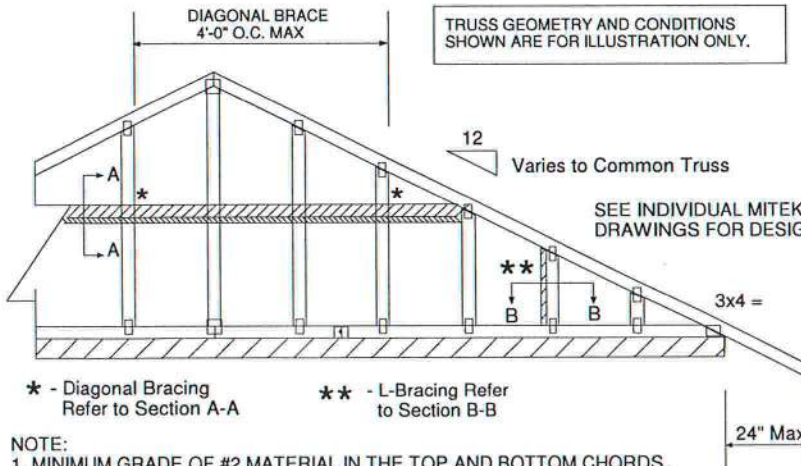 DIAGONAL BRACE
4'-0" O.C. MAX
TRUSS GEOMETRY AND CONDITIONS
SHOWN ARE FOR ILLUSTRATION ONLY.
12
Varies to Common Truss
A
*
*
A
SEE INDIVIDUAL MITEK
DRAWINGS FOR DESIG
**
B
B
3x4 =
* - Diagonal Bracing
Refer to Section A-A
** - L-Bracing Refer
to Section B-B
24" Max
NOTE:
1. MINIMUM GRADE OF #2 MATERIAL IN THE TOP AND BOTTOM CHORDS.